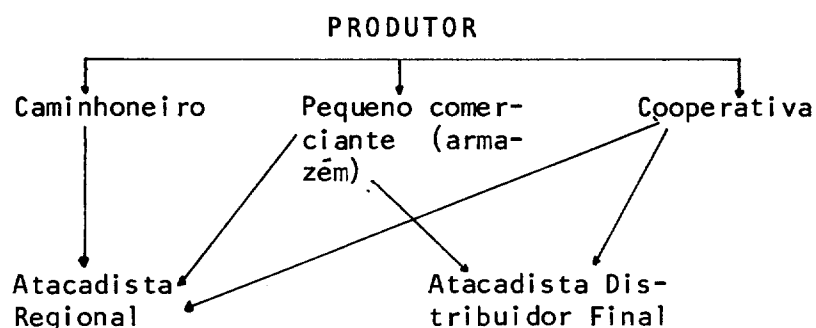 PRODUTOR
Caminhoneiro
Pequeno comer-
ciante (arma-
zém)
Cooperativa
Atacadista
Regional
Atacadista Dis-
tribuidor Final